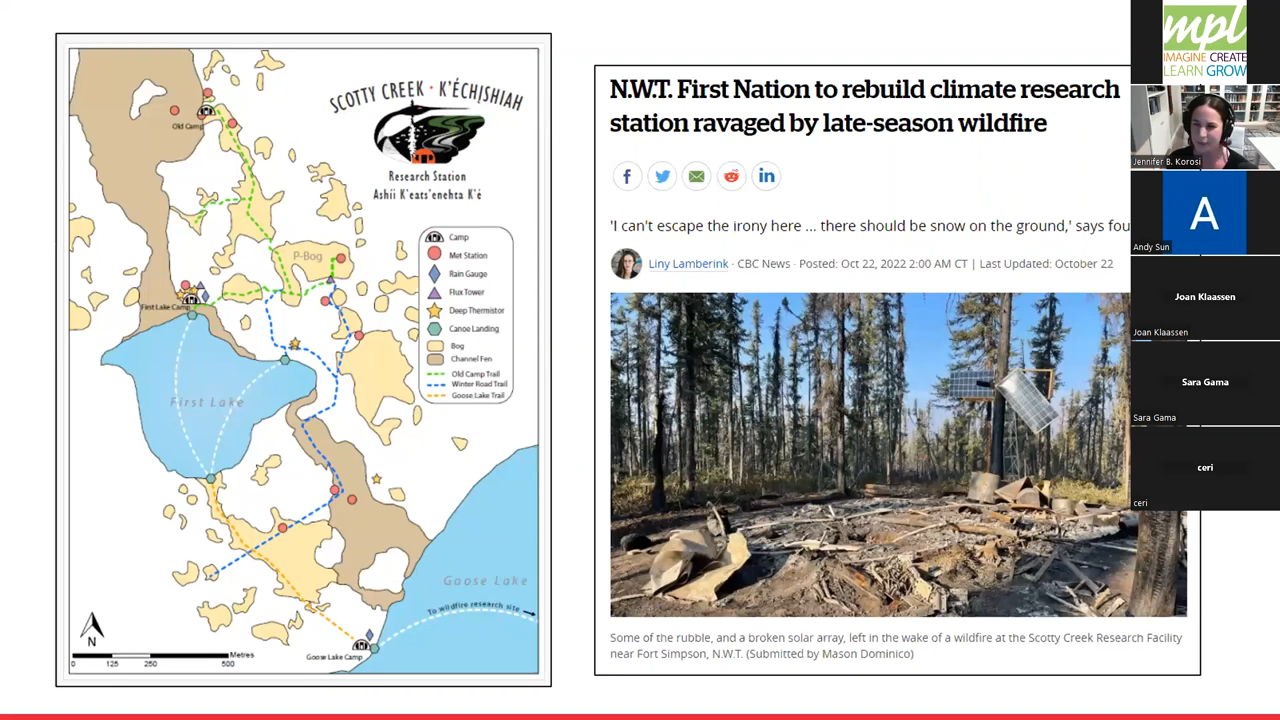 SCOTTY CREEK • K'ÉCHĮSHIAH
Research Station
Ashii K'eats'enehta K'é
Old Camp
P-Bog
First Lake Camp
First Lake
Goose Lake
To wildfire research site
Goose Lake Camp
N
Metres
0 125 250 500
Camp
Met Station
Rain Gauge
Flux Tower
Deep Thermistor
Canoe Landing
Bog
Channel Fen
Old Camp Trail
Winter Road Trail
Goose Lake Trail
N.W.T. First Nation to rebuild climate research
station ravaged by late-season wildfire
'I can't escape the irony here ... there should be snow on the ground,' says fou
Liny Lamberink · CBC News · Posted: Oct 22, 2022 2:00 AM CT | Last Updated: October 22
Some of the rubble, and a broken solar array, left in the wake of a wildfire at the Scotty Creek Research Facility
near Fort Simpson, N.W.T. (Submitted by Mason Dominico)
mpl
IMAGINE CREATE
LEARN GROW
Jennifer B. Korosi
A
Andy Sun
Joan Klaassen
Joan Klaassen
Sara Gama
Sara Gama
ceri
ceri